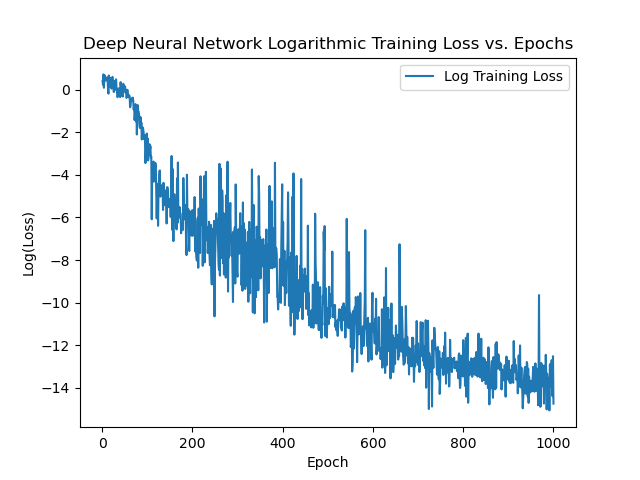 Deep Neural Network Logarithmic Training Loss vs. Epochs
Log Training Loss
0
−2
−4
−6
−8
−10
−12
−14
Log(Loss)
0 200 400 600 800 1000
Epoch